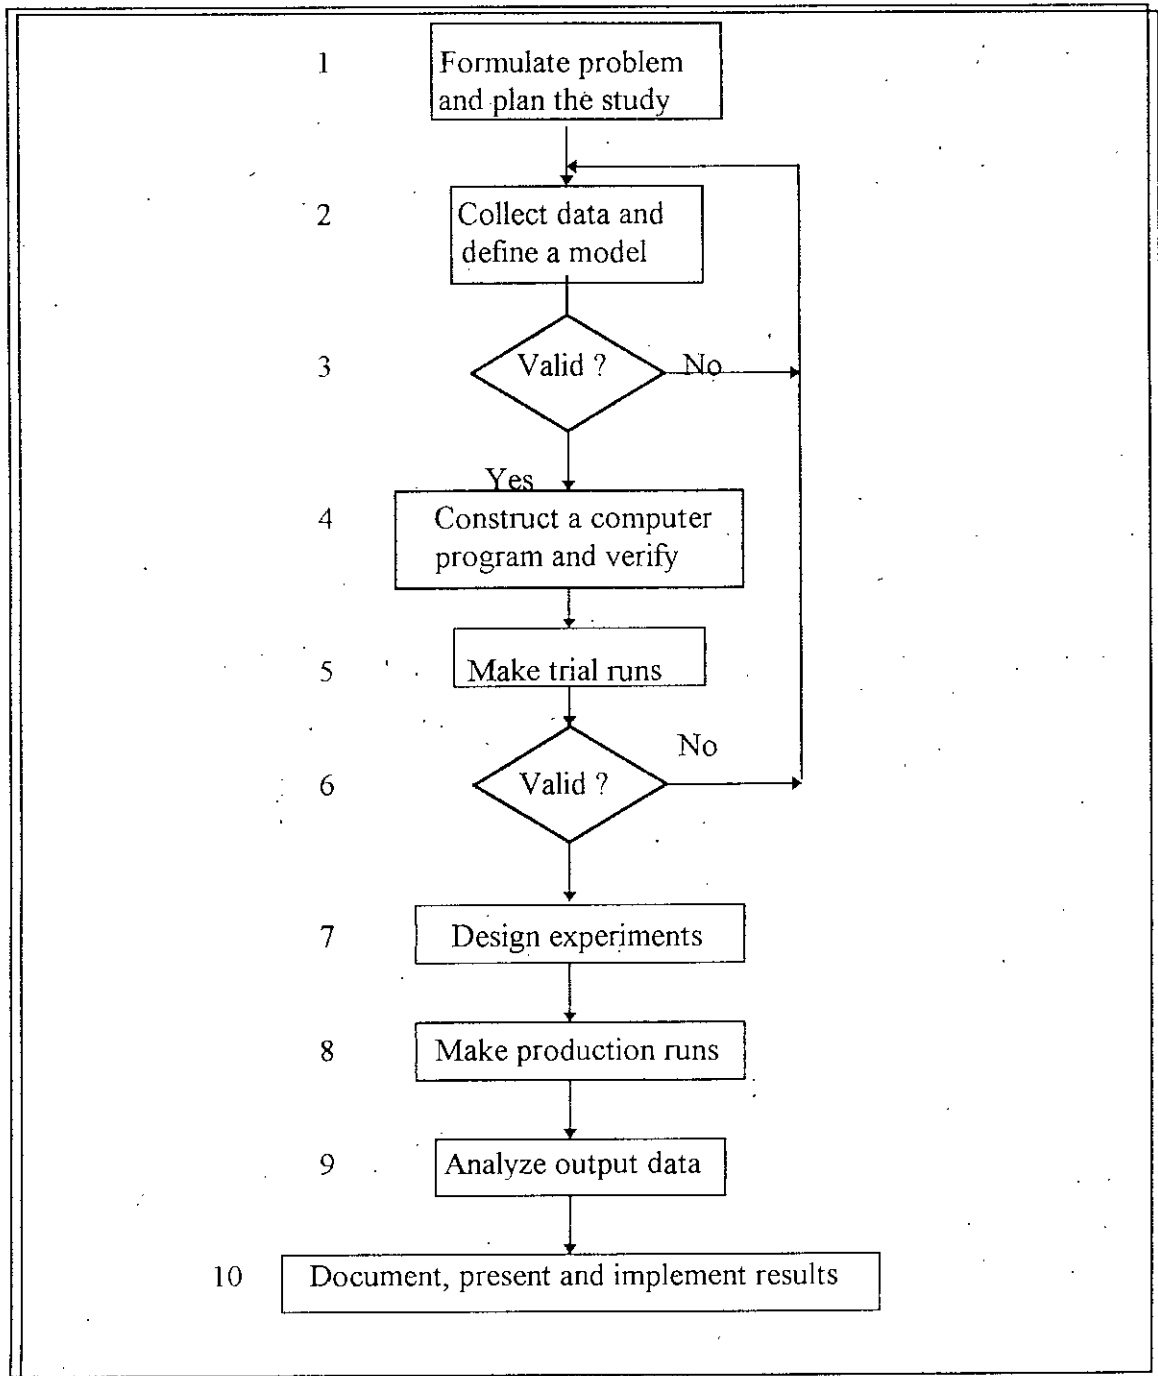 1
Formulate problem
and plan the study
2
Collect data and
define a model
3
Valid ?
No
Yes
4
Construct a computer
program and verify
5
Make trial runs
No
6
Valid ?
7
Design experiments
8
Make production runs
9
Analyze output data
10
Document, present and implement results